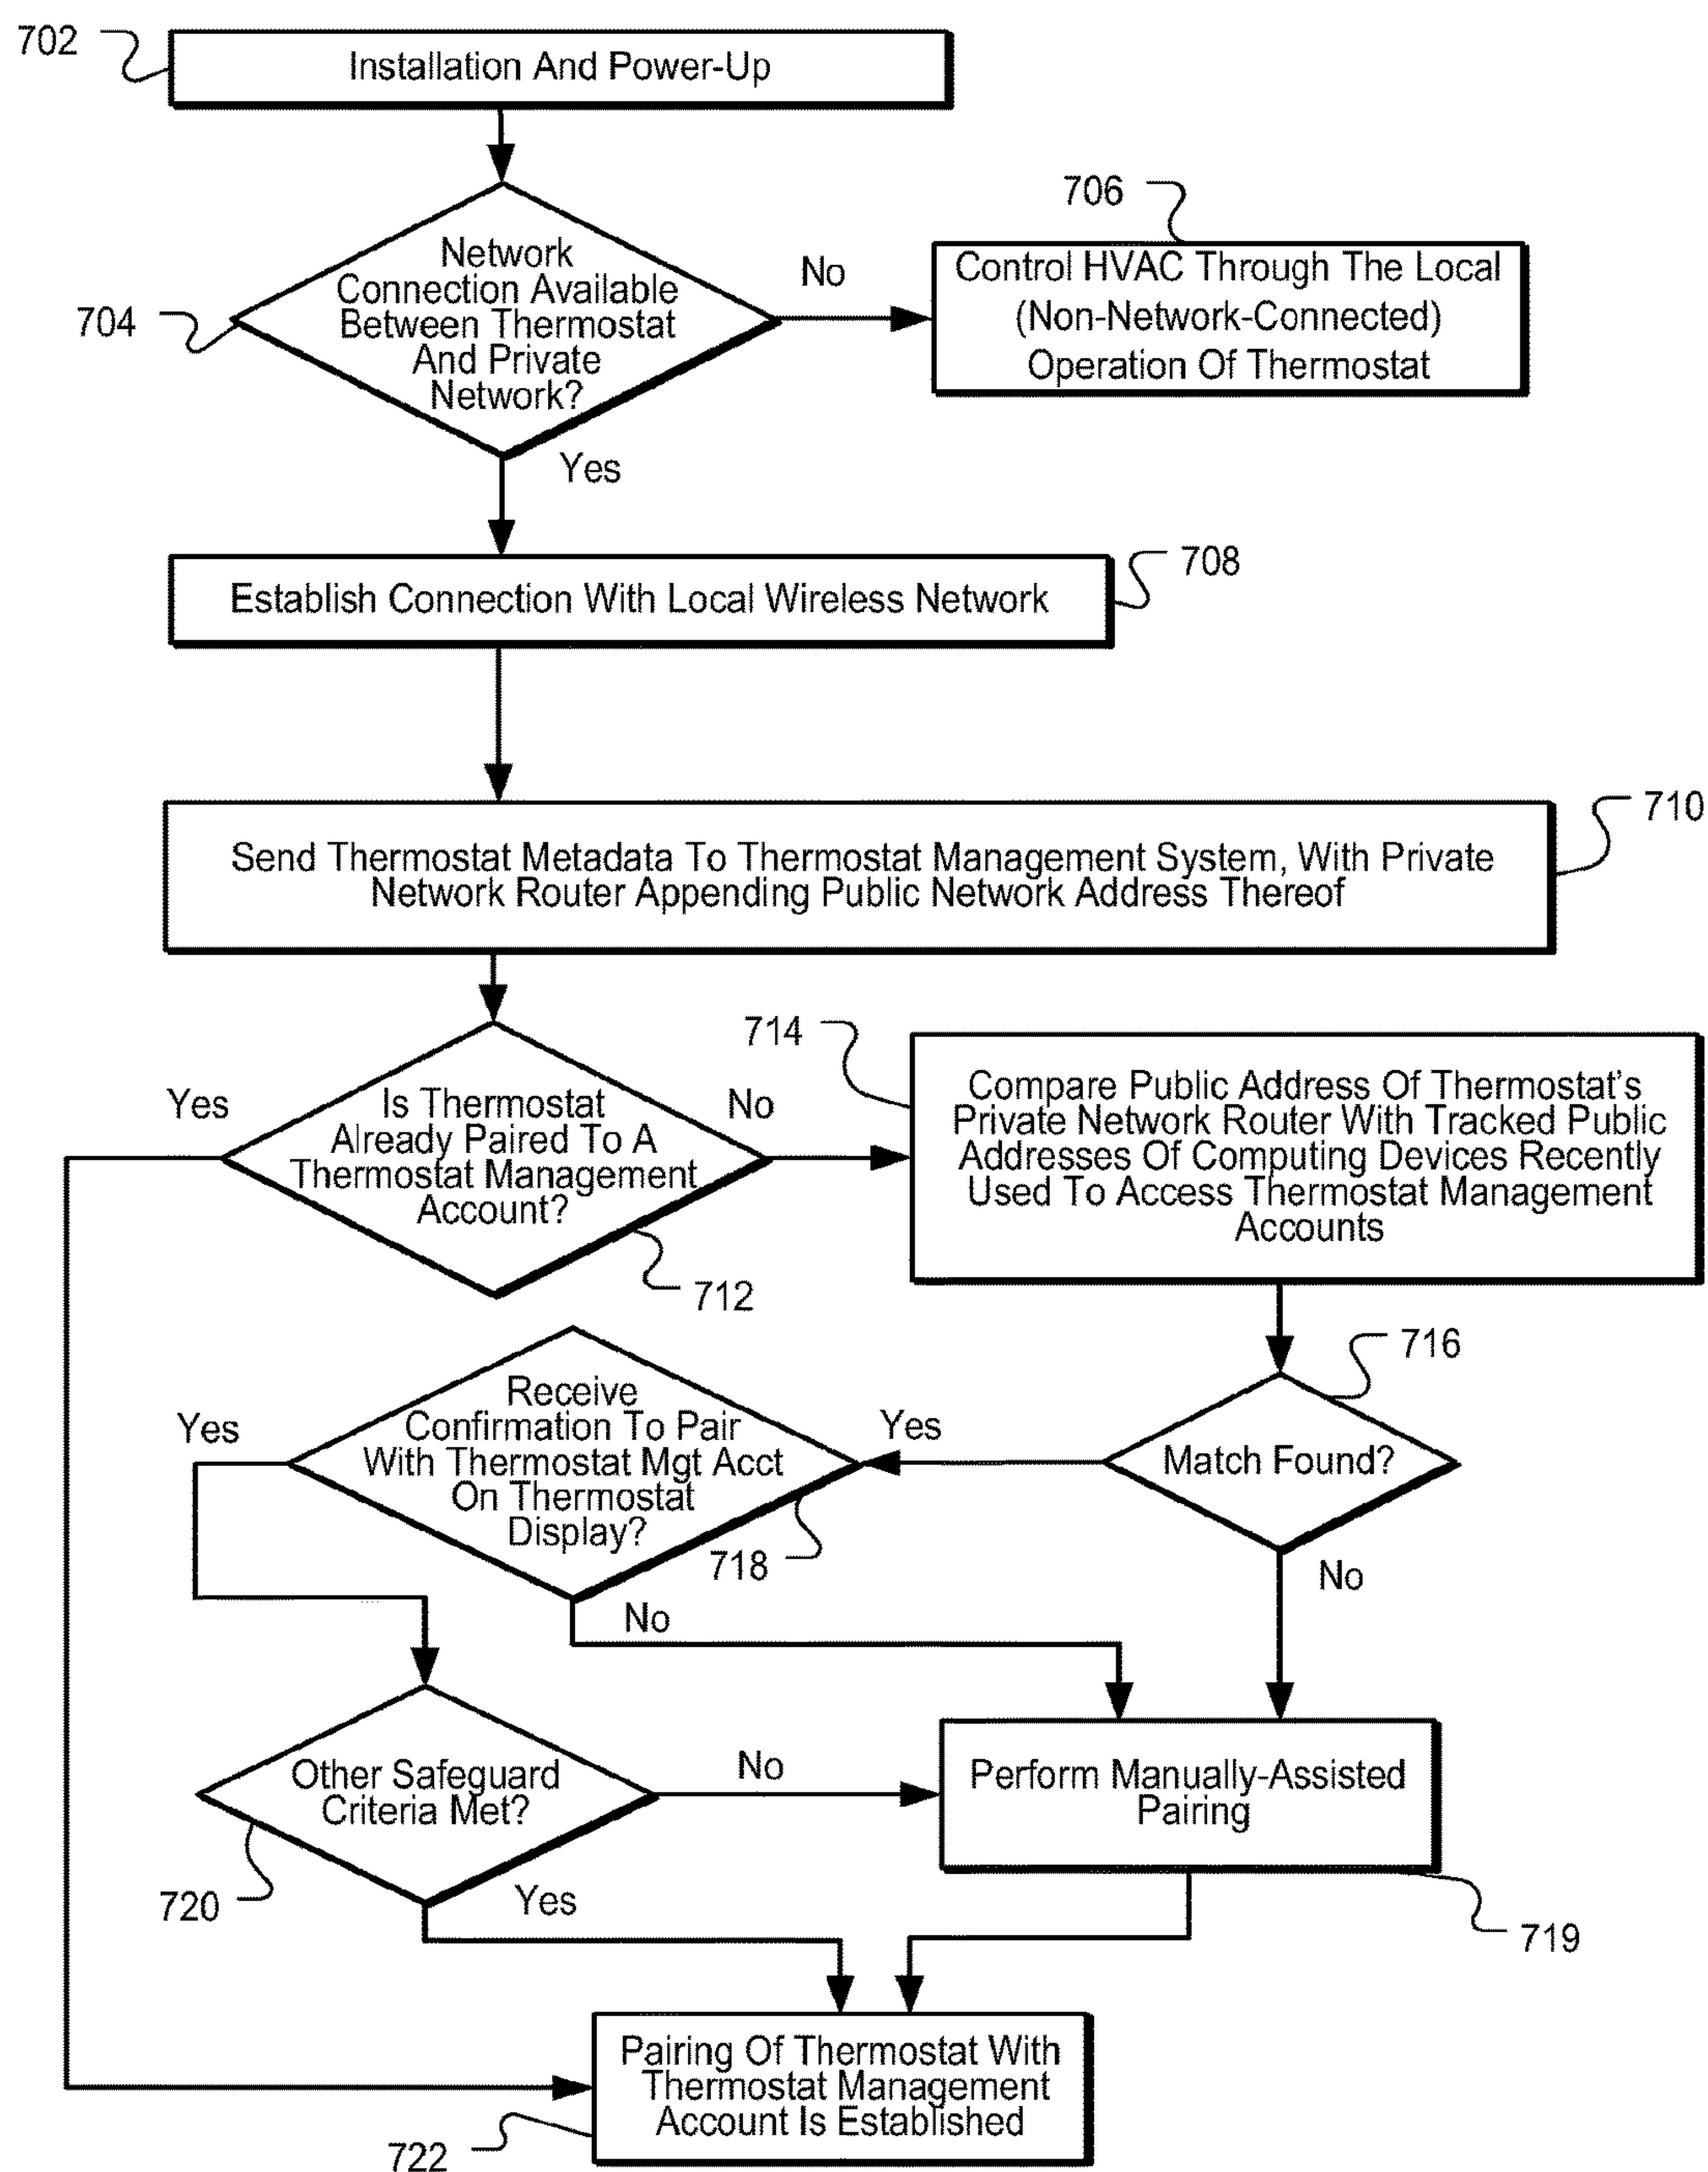 702
Installation And Power-Up
706
Network
Connection Available
Between Thermostat
And Private
Network?
704
No
Control HVAC Through The Local
(Non-Network-Connected)
Operation Of Thermostat
Yes
708
Establish Connection With Local Wireless Network
710
Send Thermostat Metadata To Thermostat Management System, With Private
Network Router Appending Public Network Address Thereof
714
Yes
Is Thermostat
Already Paired To A
Thermostat Management
Account?
No
712
Compare Public Address Of Thermostat's
Private Network Router With Tracked Public
Addresses Of Computing Devices Recently
Used To Access Thermostat Management
Accounts
716
Yes
Receive
Confirmation To Pair
With Thermostat Mgt Acct
On Thermostat
Display?
718
Yes
Match Found?
No
No
Other Safeguard
Criteria Met?
No
Perform Manually-Assisted
Pairing
720
Yes
719
Pairing Of Thermostat With
Thermostat Management
Account Is Established
722